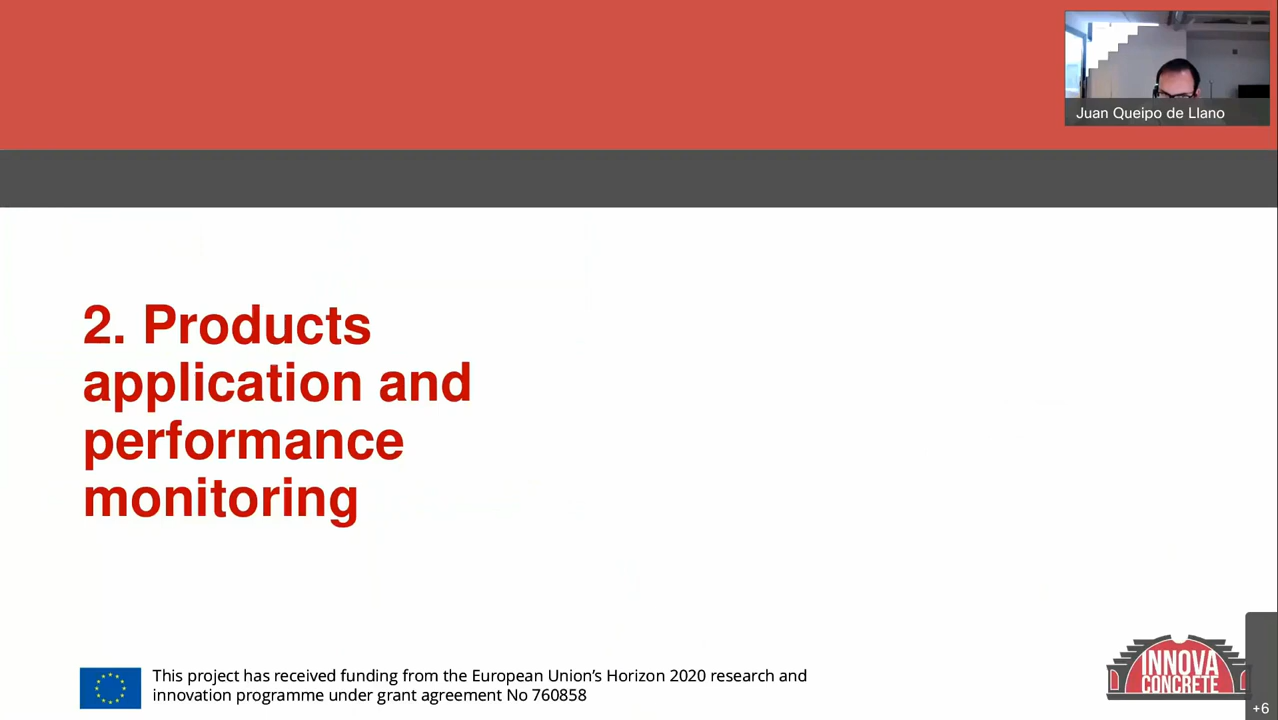 Juan Queipo de Llano
2. Products
application and
performance
monitoring
This project has received funding from the European Union's Horizon 2020 research and
innovation programme under grant agreement No 760858
INNOVA
CONCRETE
+6